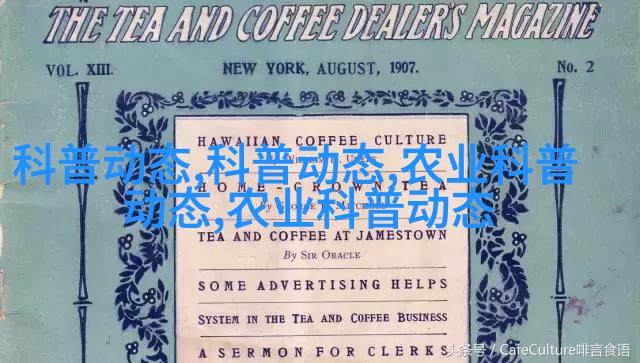 THE TEA AND COFFEE DEALER'S MAGAZINE
VOL. XIII. NEW YORK, AUGUST, 1907. No. 2
HAWAIIAN COFFEE CULTURE
科普动态,科普动态,农业科普
HOME-GROWN TEA
动态,农业科普动态
TEA AND COFFEE AT JAMESTOWN
By SIR ORACLE
SOME ADVERTISING HELPS
SYSTEM IN THE TEA AND COFFEE BUSINESS
A SERMON FOR CLERKS
头条号 / CafeCulture啡言食语